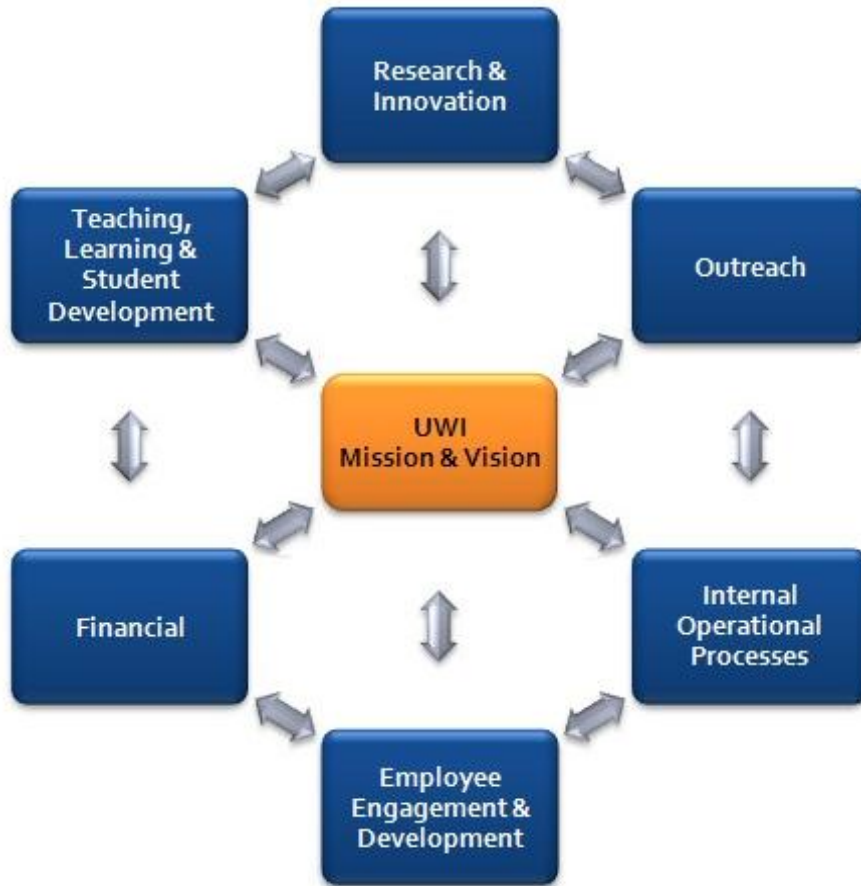 Research &
Innovation
Teaching,
Learning &
Student
Development
Outreach
UWI
Mission & Vision
Financial
Internal
Operational
Processes
Employee
Engagement &
Development